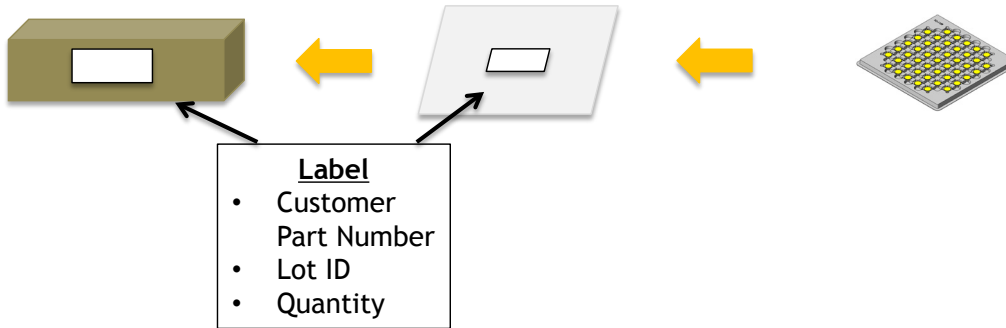 Label
• Customer
Part Number
• Lot ID
• Quantity